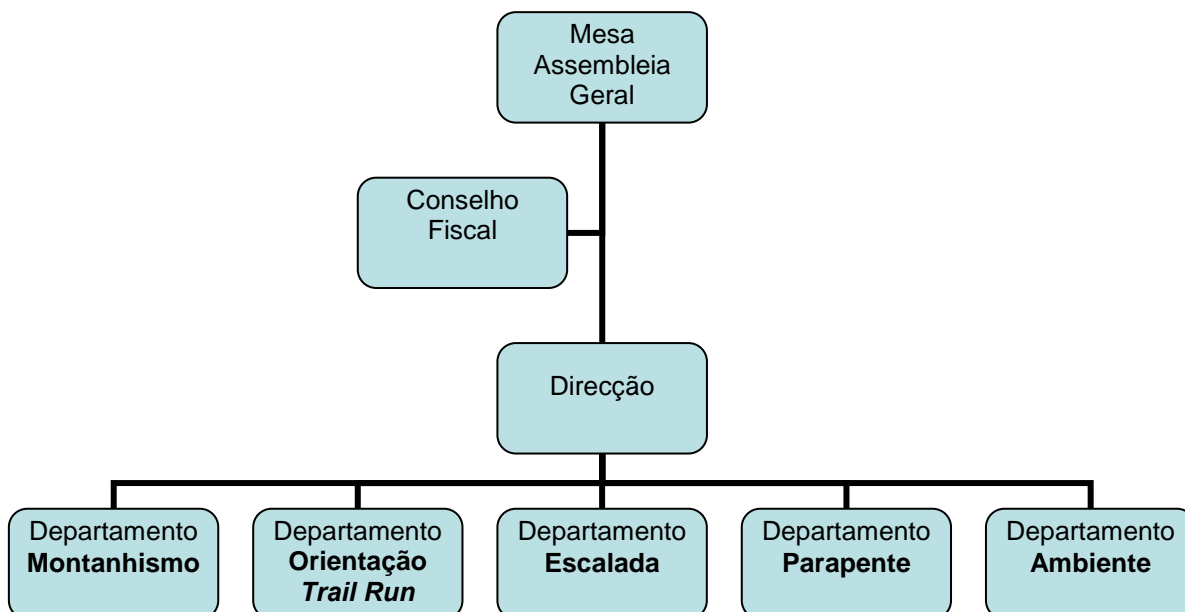 Mesa
Assembleia
Geral
Conselho
Fiscal
Direcção
Departamento
Montanhismo
Departamento
Orientação
Trail Run
Departamento
Escalada
Departamento
Parapente
Departamento
Ambiente